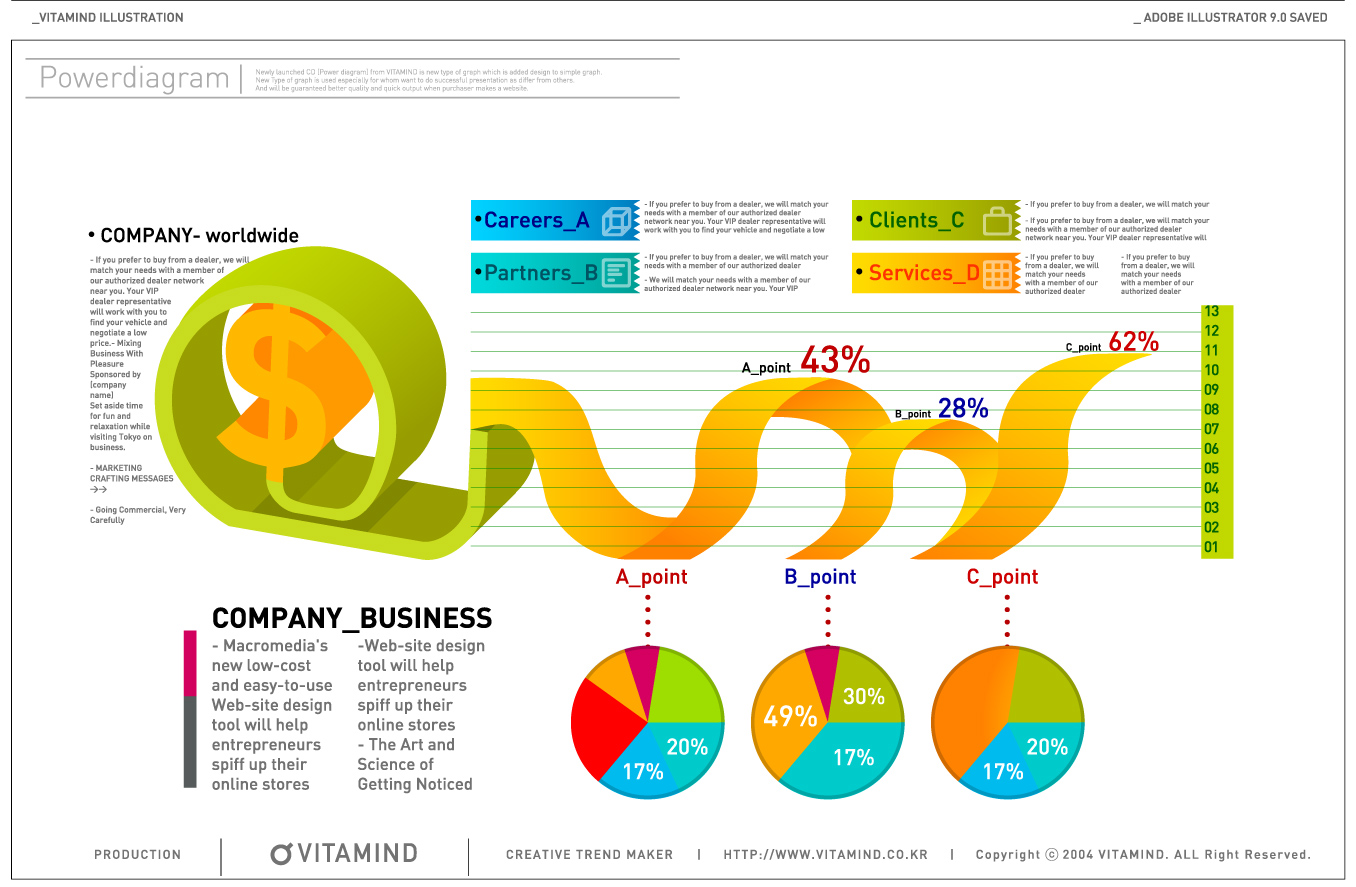 _VITAMIND ILLUSTRATION
_ ADOBE ILLUSTRATOR 9.0 SAVED
Powerdiagram
Newly launched CD (Power diagram) from VITAMIND is new type of graph which is added design to simple graph.
New Type of graph is used especially for whom want to do successful presentation as differ from others.
And will be guaranteed better quality and quick output when purchaser makes a website.
• COMPANY- worldwide
- If you prefer to buy from a dealer, we will
match your needs with a member of
our authorized dealer network
near you. Your VIP
dealer representative
will work with you to
find your vehicle and
negotiate a low
price.- Mixing
Business With
Pleasure
Sponsored by
(company
name)
Set aside time
for fun and
relaxation while
visiting Tokyo on
business.
- MARKETING
CRAFTING MESSAGES
→→
- Going Commercial, Very
Carefully
•Careers_A
- If you prefer to buy from a dealer, we will match your
needs with a member of our authorized dealer
network near you. Your VIP dealer representative will
work with you to find your vehicle and negotiate a low
•Partners_B
- If you prefer to buy from a dealer, we will match your
needs with a member of our authorized dealer
- We will match your needs with a member of our
authorized dealer network near you. Your VIP
• Clients_C
- If you prefer to buy from a dealer, we will match your
- If you prefer to buy from a dealer, we will match your
needs with a member of our authorized dealer
network near you. Your VIP dealer representative will
• Services_D
- If you prefer to buy
from a dealer, we will
match your needs
with a member of our
authorized dealer
- If you prefer to buy
from a dealer, we will
match your needs
with a member of our
authorized dealer
$
13
12
11
10
09
08
07
06
05
04
03
02
01
A_point 43%
B_point 28%
C_point 62%
A_point
B_point
C_point
20%
17%
49%
30%
17%
20%
17%
COMPANY_BUSINESS
- Macromedia's
new low-cost
and easy-to-use
Web-site design
tool will help
entrepreneurs
spiff up their
online stores
-Web-site design
tool will help
entrepreneurs
spiff up their
online stores
- The Art and
Science of
Getting Noticed
PRODUCTION
VITAMIND
CREATIVE TREND MAKER | HTTP://WWW.VITAMIND.CO.KR | Copyright ⓒ 2004 VITAMIND. ALL Right Reserved.